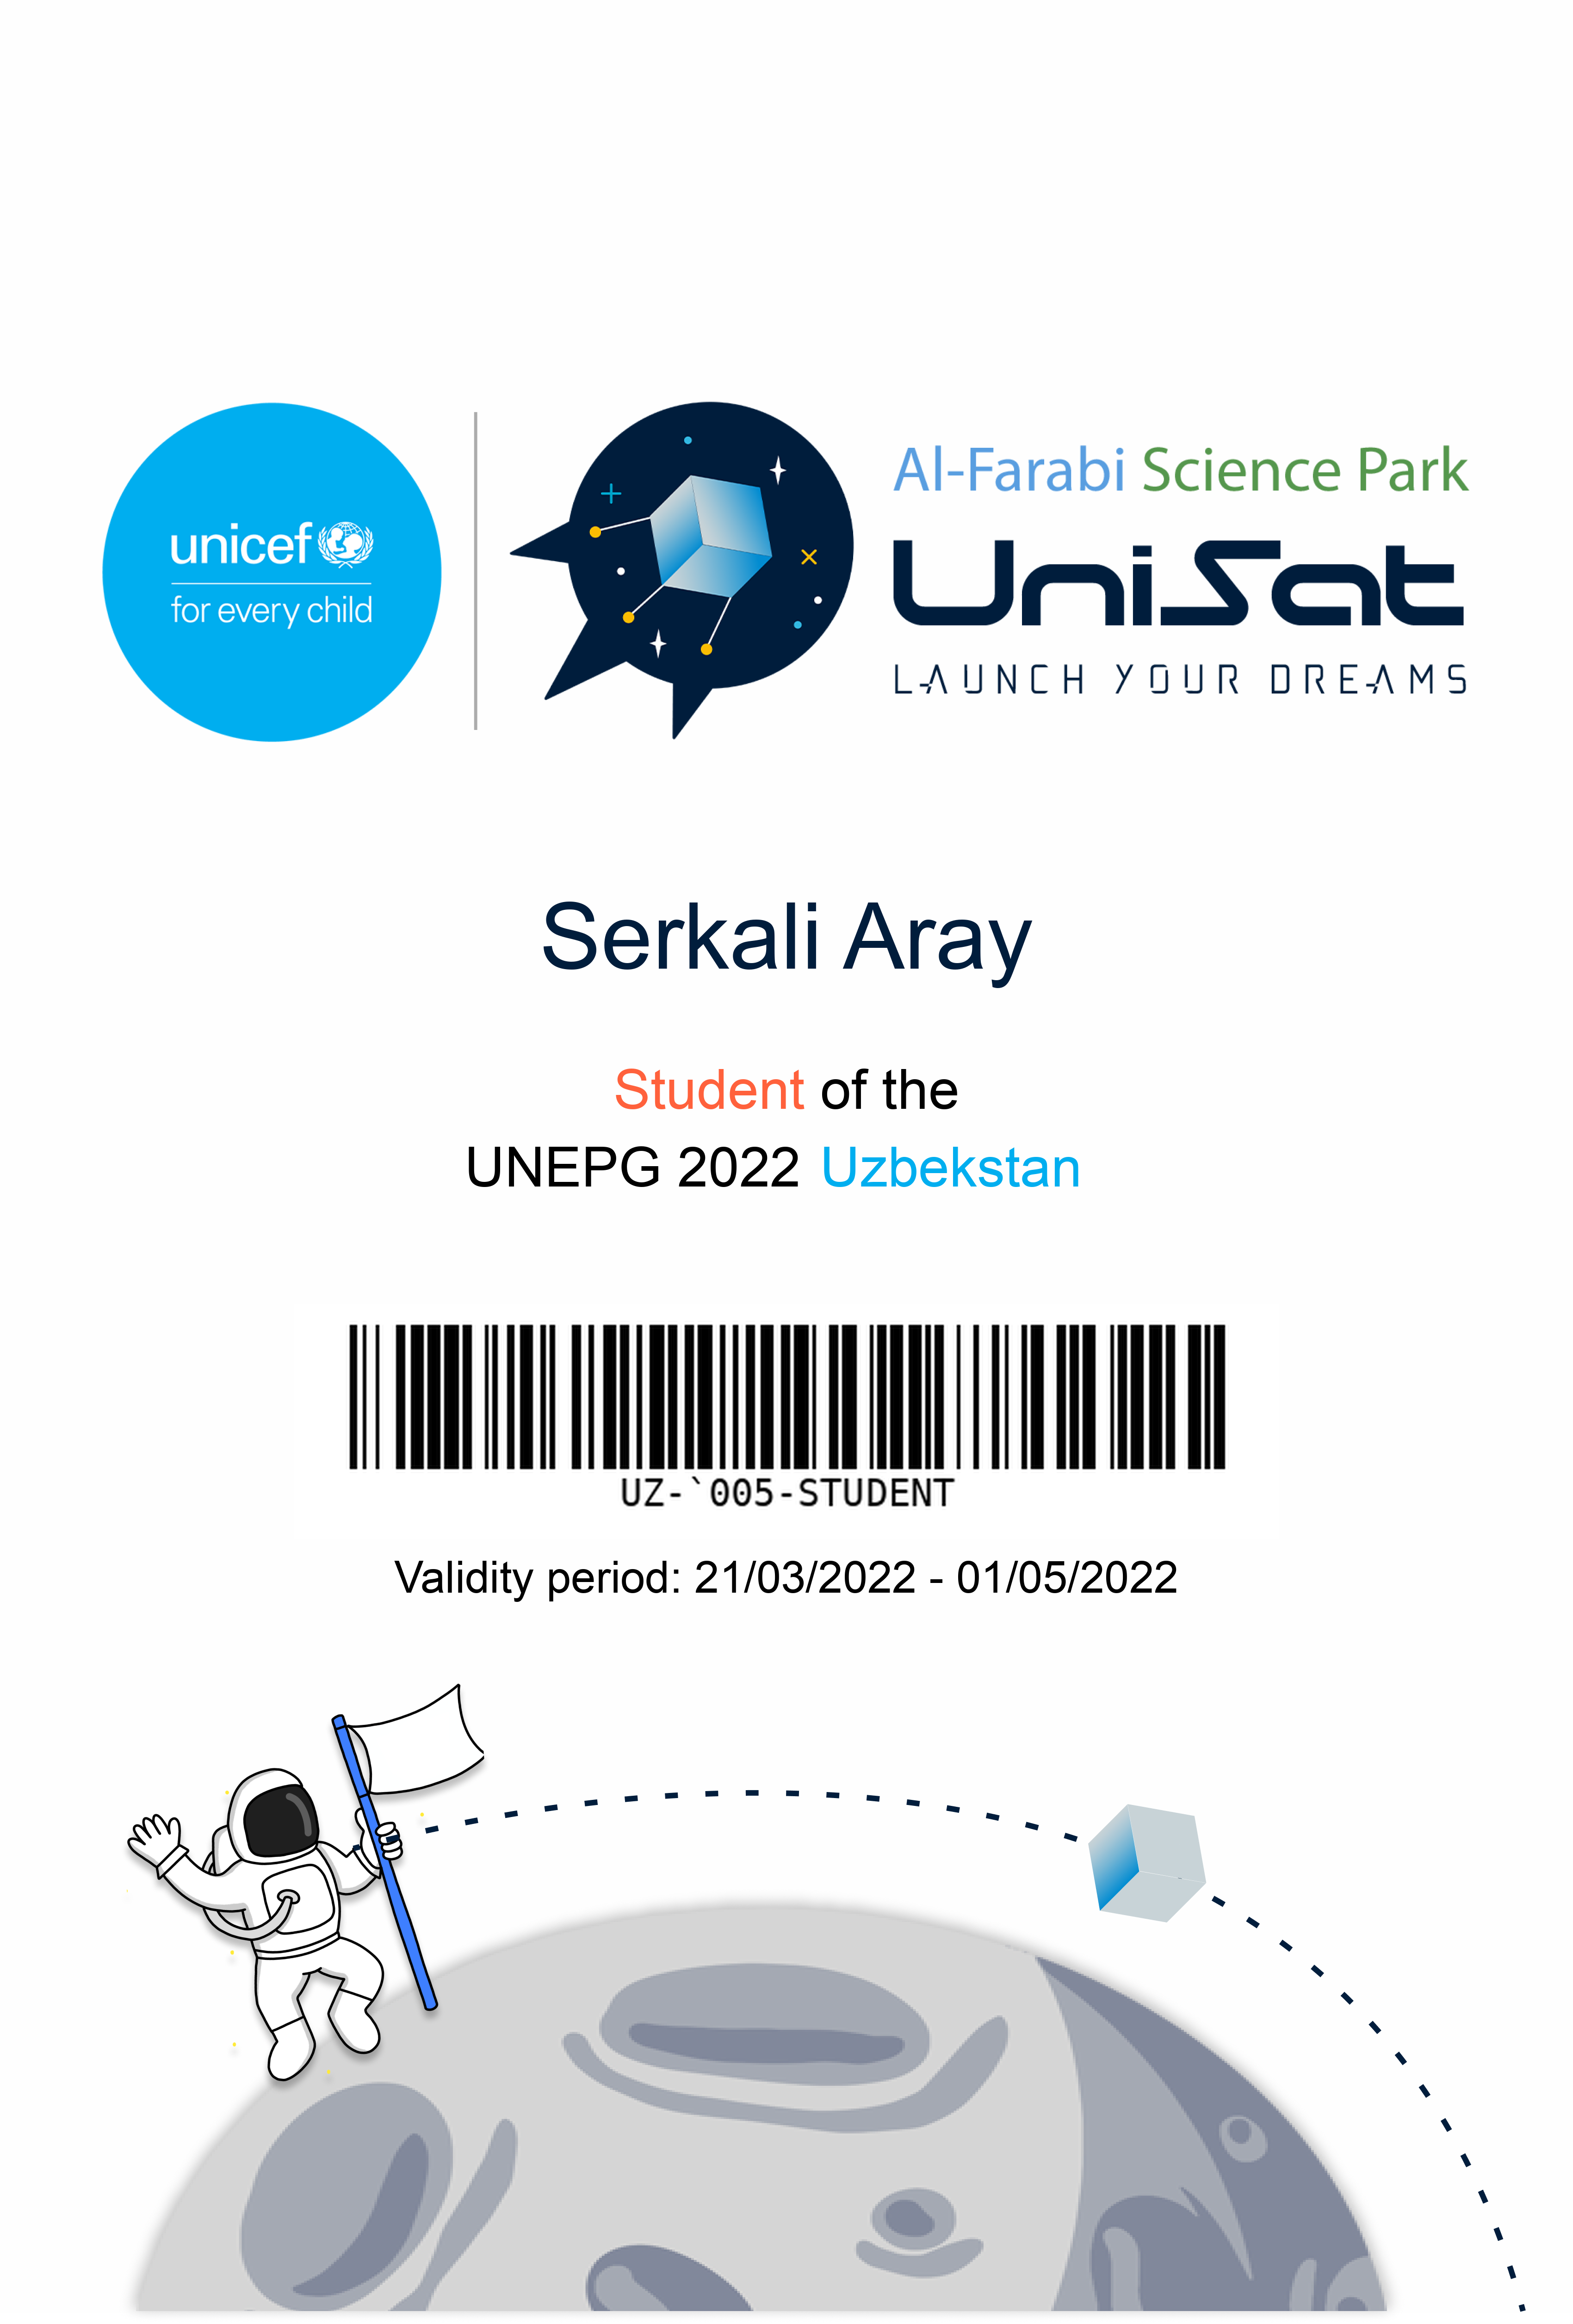 unicef
for every child
Al-Farabi Science Park
UniSat
LAUNCH YOUR DREAMS
Serkali Aray
Student of the
UNEPG 2022 Uzbekstan
UZ-`005-STUDENT
Validity period: 21/03/2022 - 01/05/2022